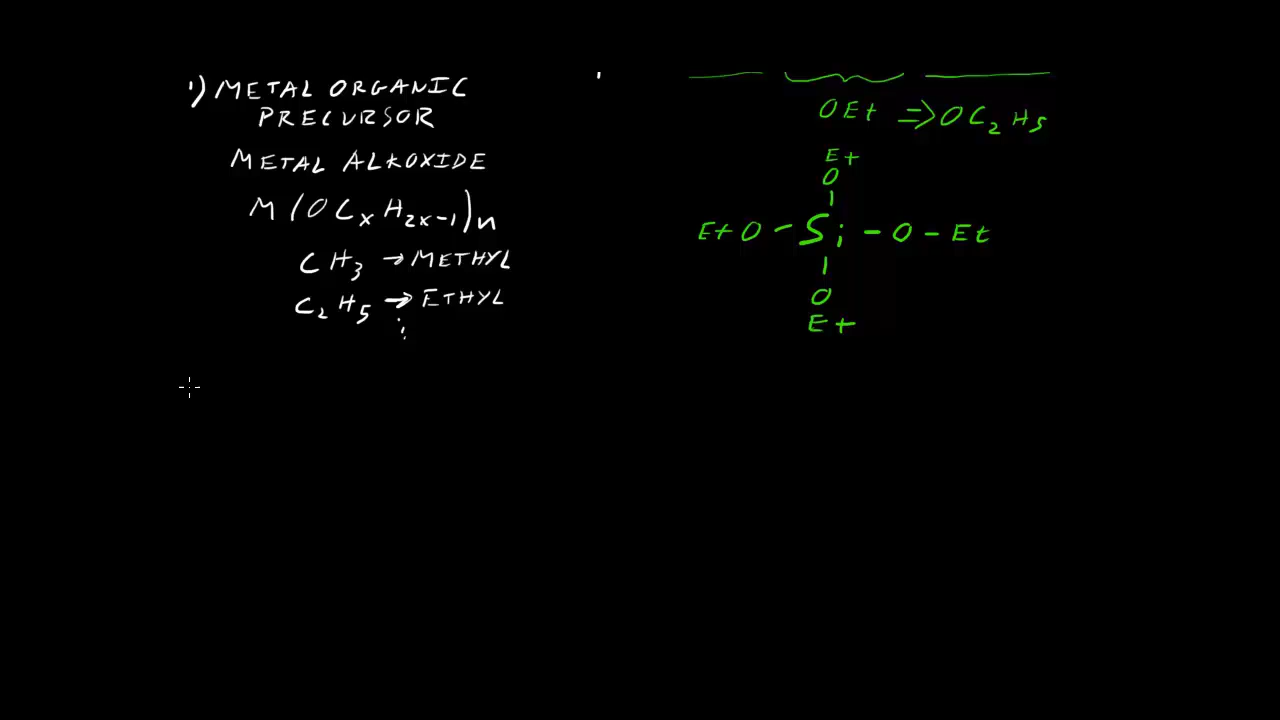 1) METAL ORGANIC
PRECURSOR
METAL ALKOXIDE
M(OCₓH₂ₓ₋₁)ₙ
CH₃ → METHYL
C₂H₅ → ETHYL
⋮
OEt ⇒ OC₂H₅
Et
O
|
EtO - Si - O - Et
|
O
Et